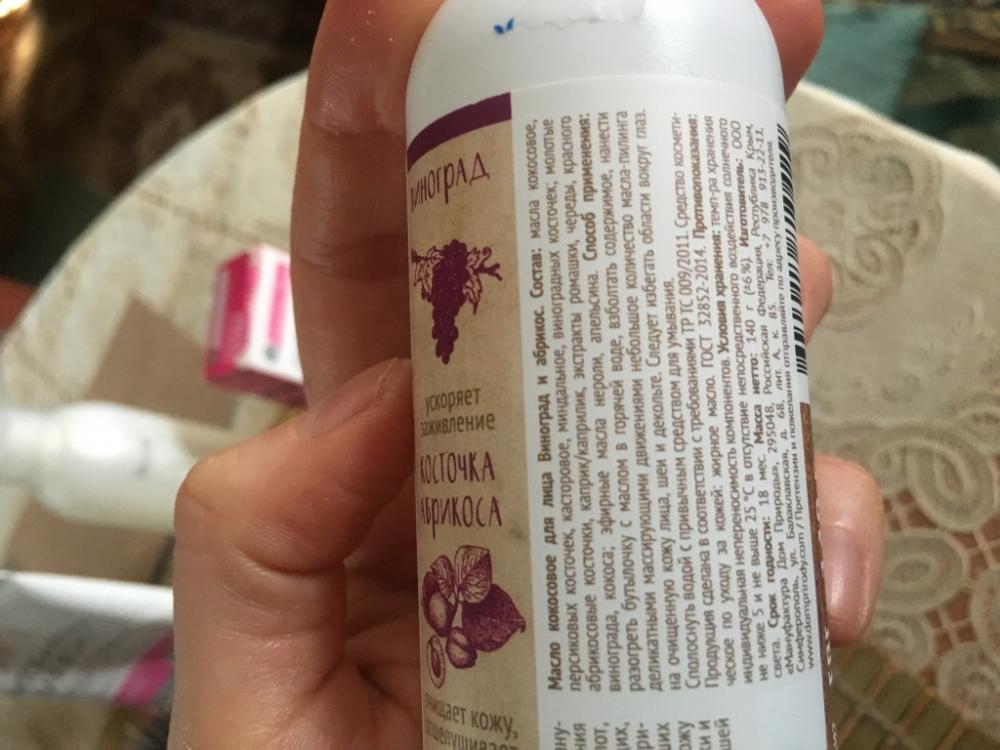 ВИНОГРАД
ускоряет
заживление
КОСТОЧКА
АБРИКОСА
очищает кожу,
отшелушивает
Масло кокосовое для лица Виноград и абрикос. Состав: масла кокосовое,
персиковых косточек, касторовое, миндальное, виноградных косточек; молотые
абрикосовые косточки, каприк/каприлик, экстракты ромашки, череды, красного
винограда, кокоса; эфирные масла нероли, апельсина. Способ применения:
разогреть бутылочку с маслом в горячей воде, взболтать содержимое, нанести
деликатными массирующими движениями небольшое количество масла-пилинга
на очищенную кожу лица, шеи и декольте. Следует избегать области вокруг глаз.
Сполоснуть водой с привычным средством для умывания.
Продукция сделана в соответствии с требованиями ТР ТС 009/2011. Средство космети-
ческое по уходу за кожей: жирное масло. ГОСТ 32852-2014. Противопоказания:
индивидуальная непереносимость компонентов. Условия хранения: темп-ра хранения
не ниже 5 и не выше 25 °С в отсутствие непосредственного воздействия солнечного
света. Срок годности: 18 мес. Масса нетто: 140 г (±6%). Изготовитель: ООО
«Мануфактура Дом Природы», 295048, Российская Федерация, Республика Крым,
Симферополь, ул. Балаклавская, д. 68, лит. А, к. 85. Тел: +7 978 913-22-11,
www.domprirody.com / Претензии и пожелания отправляйте по адресу производителя.